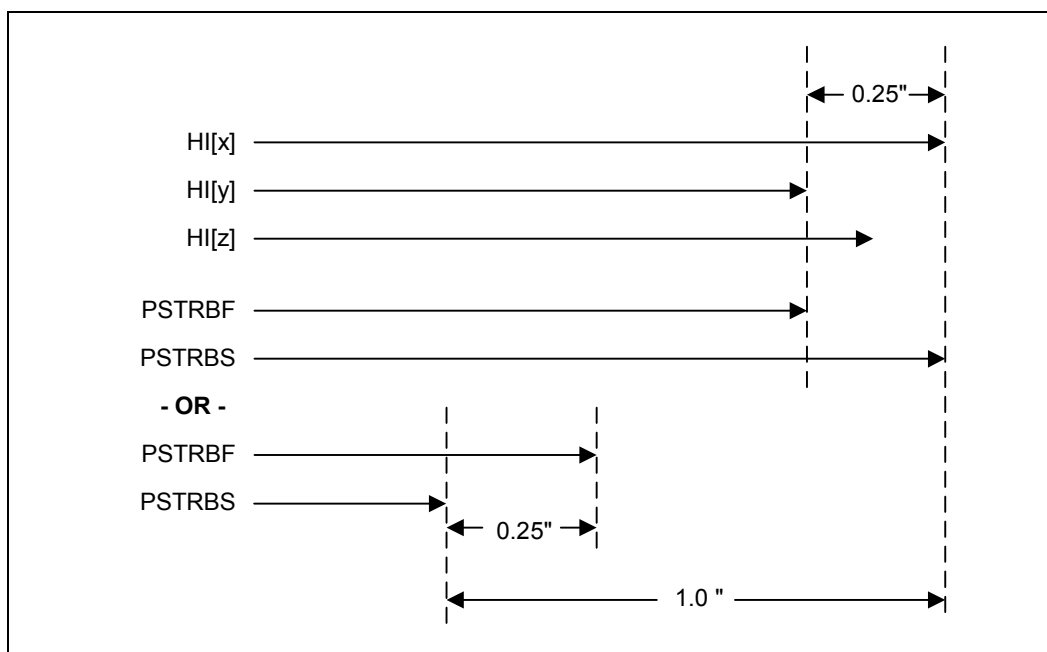 0.25"
HI[x]
HI[y]
HI[z]
PSTRBF
PSTRBS
- OR -
PSTRBF
PSTRBS
0.25"
1.0 "